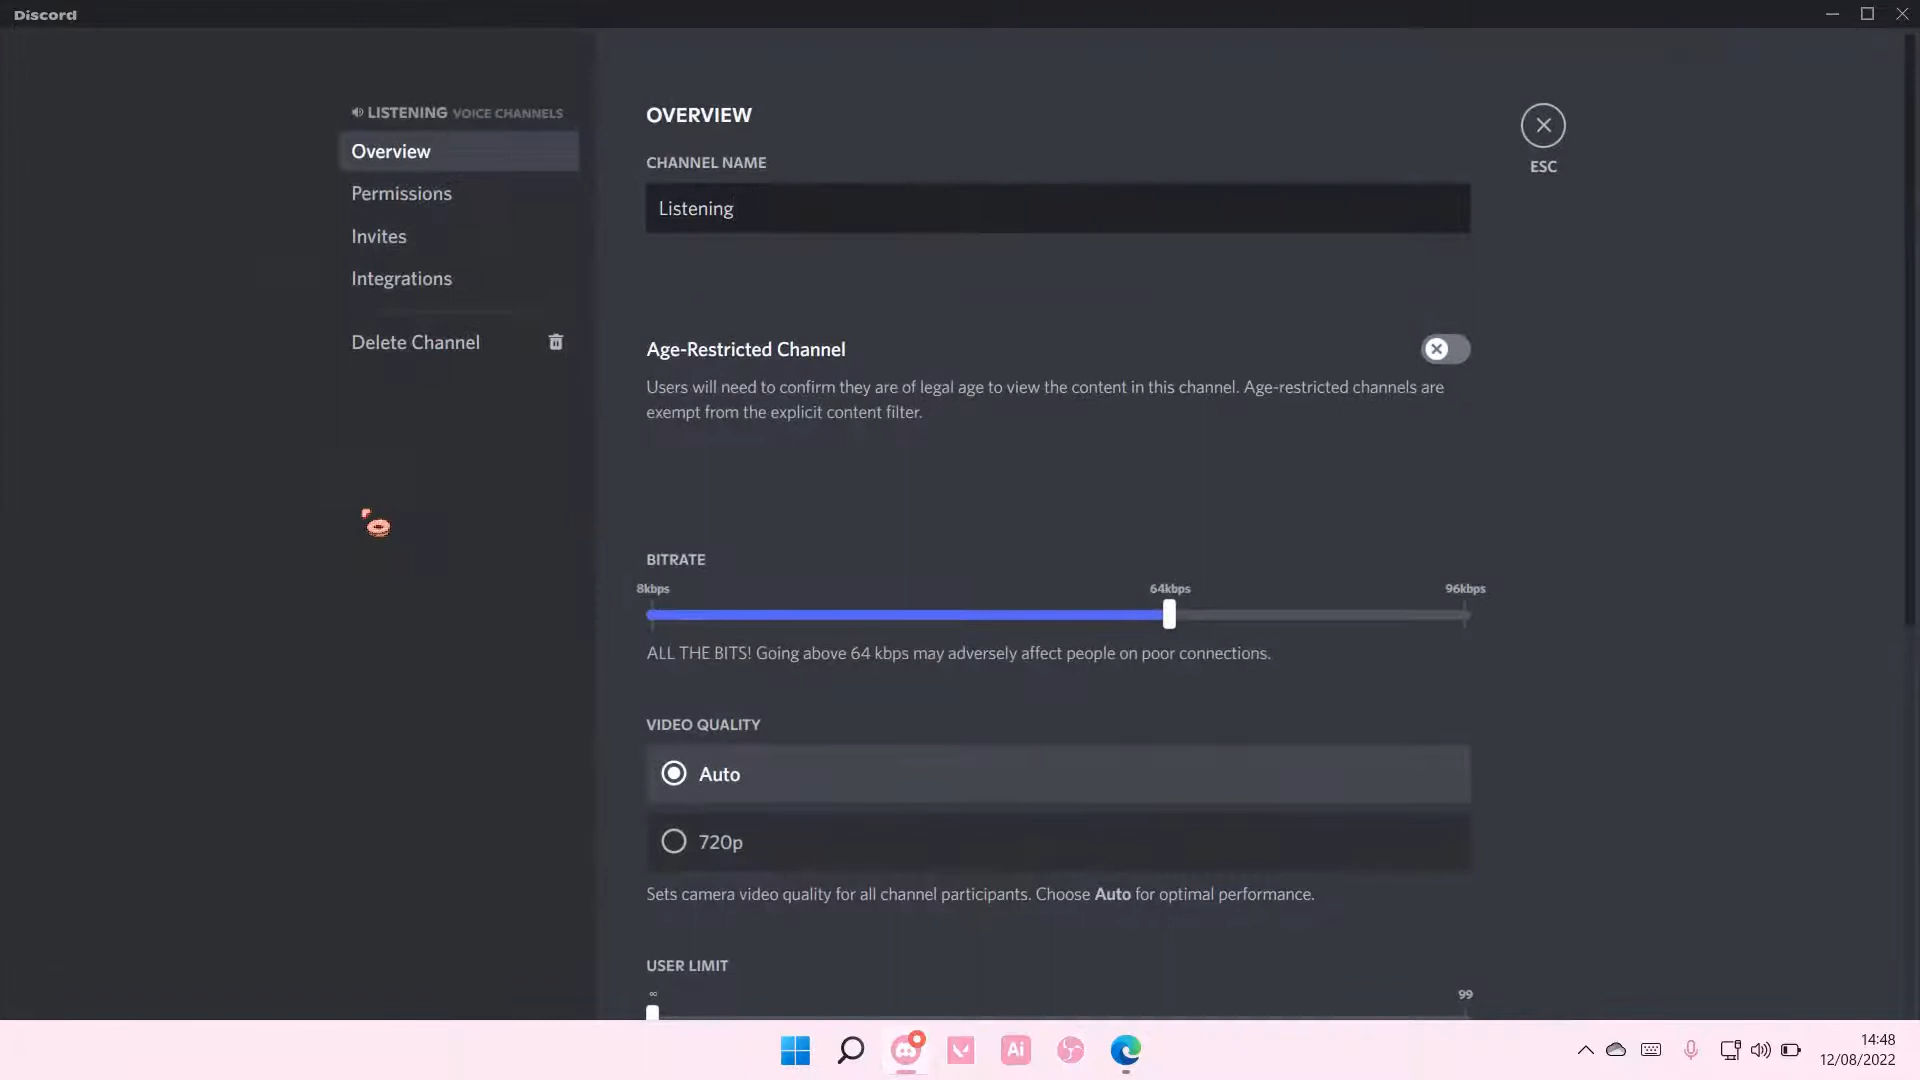 Discord
LISTENING VOICE CHANNELS
Overview
Permissions
Invites
Integrations
Delete Channel
OVERVIEW
CHANNEL NAME
Listening
ESC
Age-Restricted Channel
Users will need to confirm they are of legal age to view the content in this channel. Age-restricted channels are
exempt from the explicit content filter.
BITRATE
8kbps 64kbps 96kbps
ALL THE BITS! Going above 64 kbps may adversely affect people on poor connections.
VIDEO QUALITY
Auto
720p
Sets camera video quality for all channel participants. Choose Auto for optimal performance.
USER LIMIT
∞ 99
Ai
14:48
12/08/2022